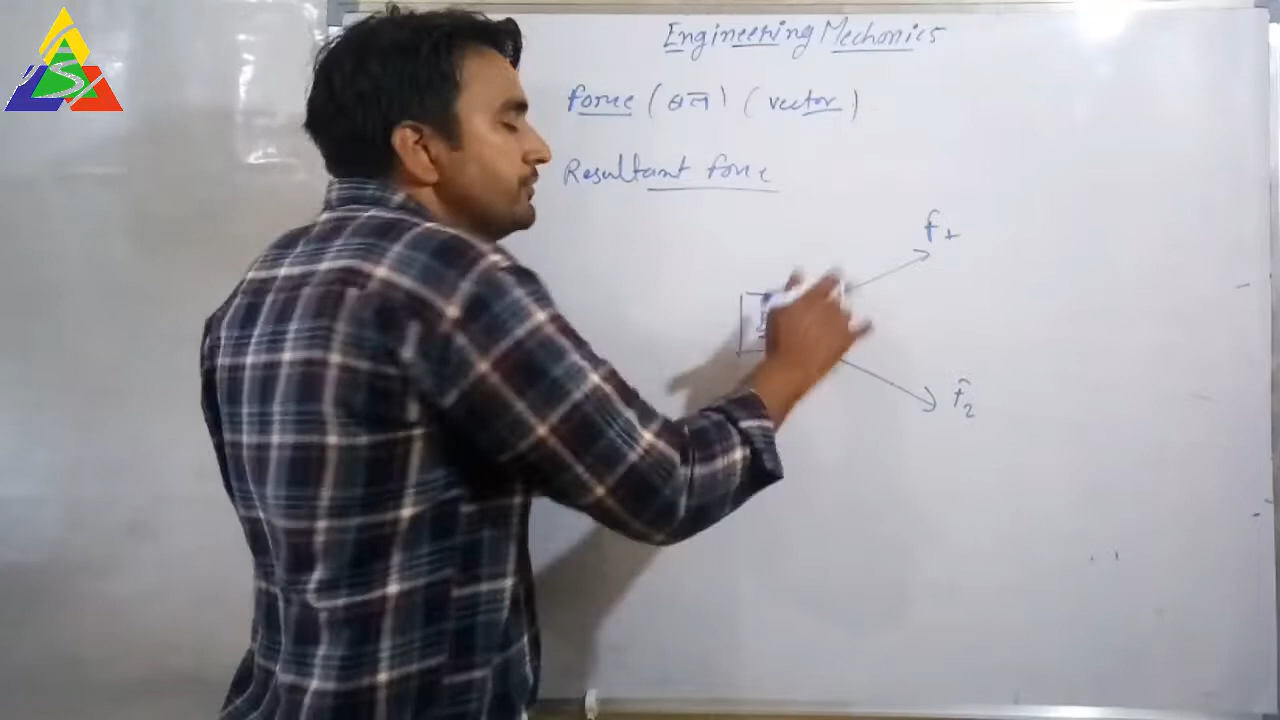 Engineering Mechanics
Force (बल) (vector)
Resultant force
F1
F2